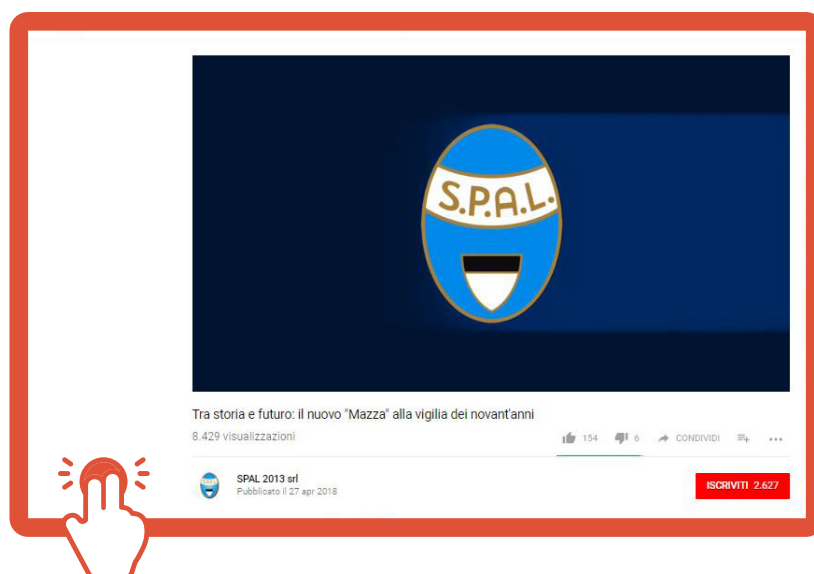 S.P.A.L.
Tra storia e futuro: il nuovo "Mazza" alla vigilia dei novant'anni
8.429 visualizzazioni
154 6 CONDIVIDI
SPAL 2013 srl
Pubblicato il 27 apr 2018
ISCRIVITI 2.627